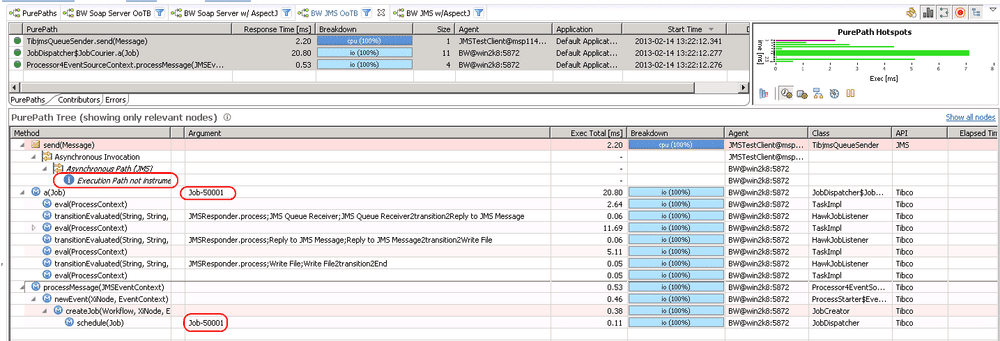 PurePaths BW Soap Server OoTB BW Soap Server w/ AspectJ BW JMS OoTB BW JMS w/AspectJ
PurePath Response Time [ms] Breakdown Size Agent Application Start Time
TibjmsQueueSender.send(Message) 2.20 cpu (100%) 1 JMSTestClient@msp114... Default Applicat... 2013-02-14 13:22:12.341
JobDispatcher$JobCourier.a(Job) 20.80 io (100%) 11 BW@win2k8:5872 Default Applicat... 2013-02-14 13:22:12.277
Processor4EventSourceContext.processMessage(JMSEv... 0.53 io (100%) 4 BW@win2k8:5872 Default Applicat... 2013-02-14 13:22:12.276
PurePaths Contributors Errors
PurePath Hotspots
0 1 2 3 4 5 6 7 8
Exec [ms]
PurePath Tree (showing only relevant nodes) Show all nodes
Method Argument Exec Total [ms] Breakdown Agent Class API Elapsed Tim
send(Message) 2.20 cpu (100%) JMSTestClient@msp... TibjmsQueueSender JMS
Asynchronous Invocation - JMSTestClient@msp...
Asynchronous Path (JMS) - BW@win2k8:5872
Execution Path not instrume - BW@win2k8:5872
a(Job) Job-50001 20.80 io (100%) BW@win2k8:5872 JobDispatcher$Job... Tibco
eval(ProcessContext) 2.64 io (100%) BW@win2k8:5872 TaskImpl Tibco
transitionEvaluated(String, String, JMSResponder.process;JMS Queue Receiver;JMS Queue Receiver2transition2Reply to JMS Message 0.06 io (100%) BW@win2k8:5872 HawkJobListener Tibco
eval(ProcessContext) 11.69 io (100%) BW@win2k8:5872 TaskImpl Tibco
transitionEvaluated(String, String, JMSResponder.process;Reply to JMS Message;Reply to JMS Message2transition2Write File 0.06 io (100%) BW@win2k8:5872 HawkJobListener Tibco
eval(ProcessContext) 5.11 io (100%) BW@win2k8:5872 TaskImpl Tibco
transitionEvaluated(String, String, JMSResponder.process;Write File;Write File2transition2End 0.05 io (100%) BW@win2k8:5872 HawkJobListener Tibco
eval(ProcessContext) 0.05 io (100%) BW@win2k8:5872 TaskImpl Tibco
processMessage(JMSEventContext) 0.53 io (100%) BW@win2k8:5872 Processor4EventSo... Tibco
newEvent(XiNode, EventContext) 0.46 io (100%) BW@win2k8:5872 ProcessStarter$Eve... Tibco
createJob(Workflow, XiNode, E 0.38 io (100%) BW@win2k8:5872 JobCreator Tibco
schedule(Job) Job-50001 0.11 io (100%) BW@win2k8:5872 JobDispatcher Tibco